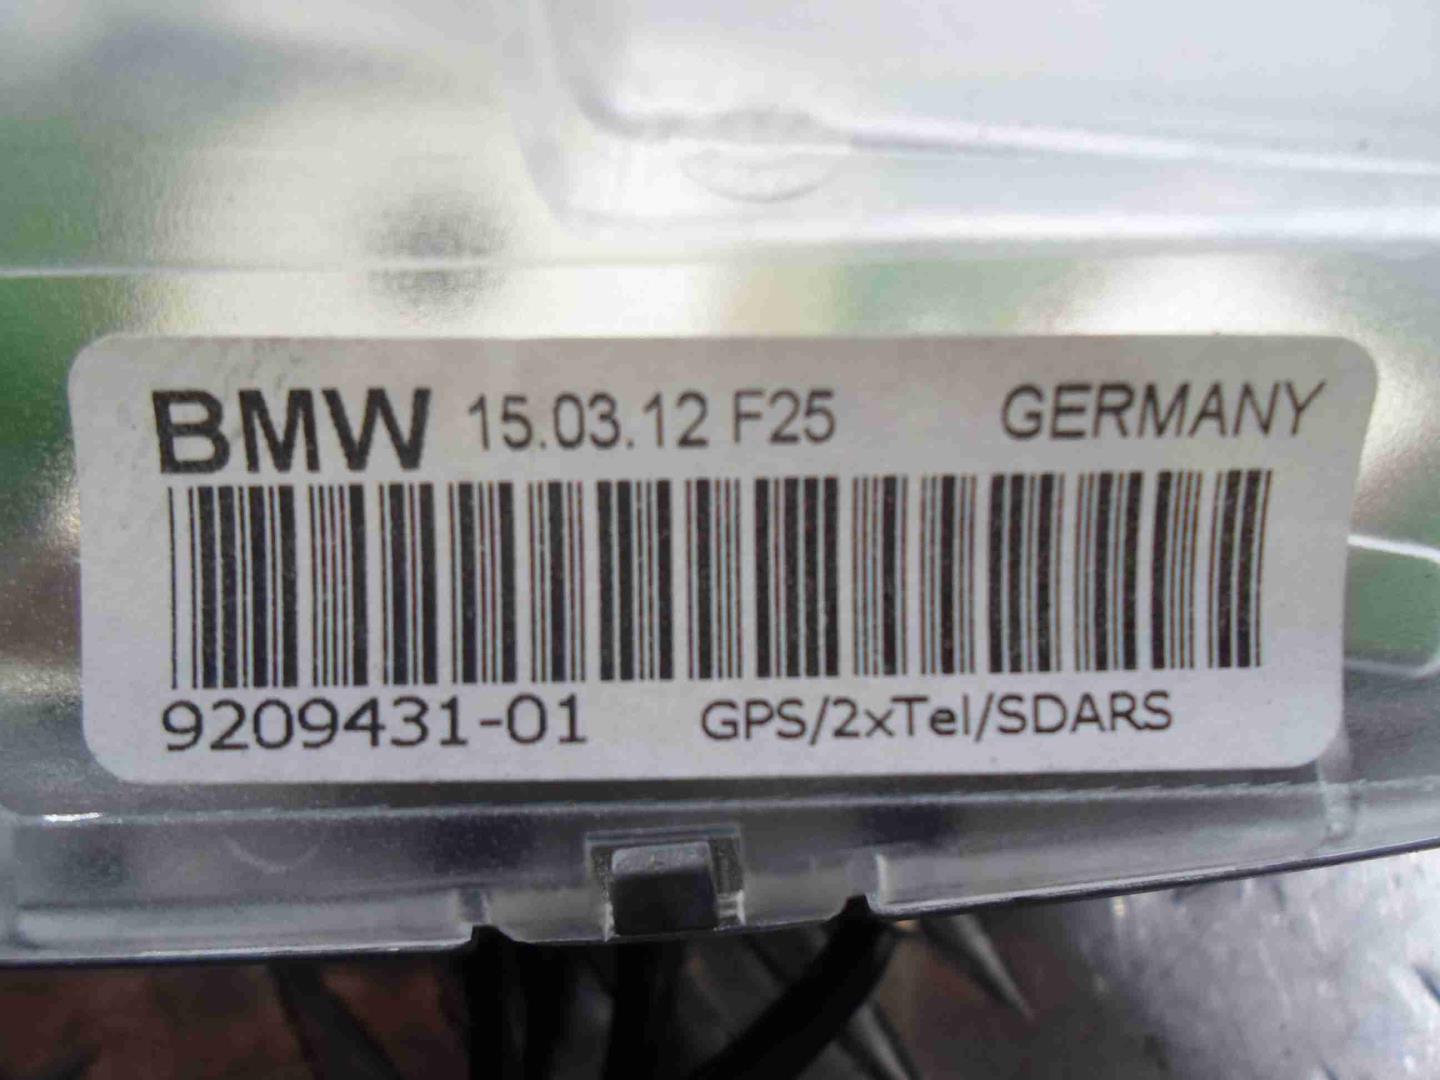 BMW 15.03.12 F25 GERMANY
9209431-01 GPS/2xTel/SDARS